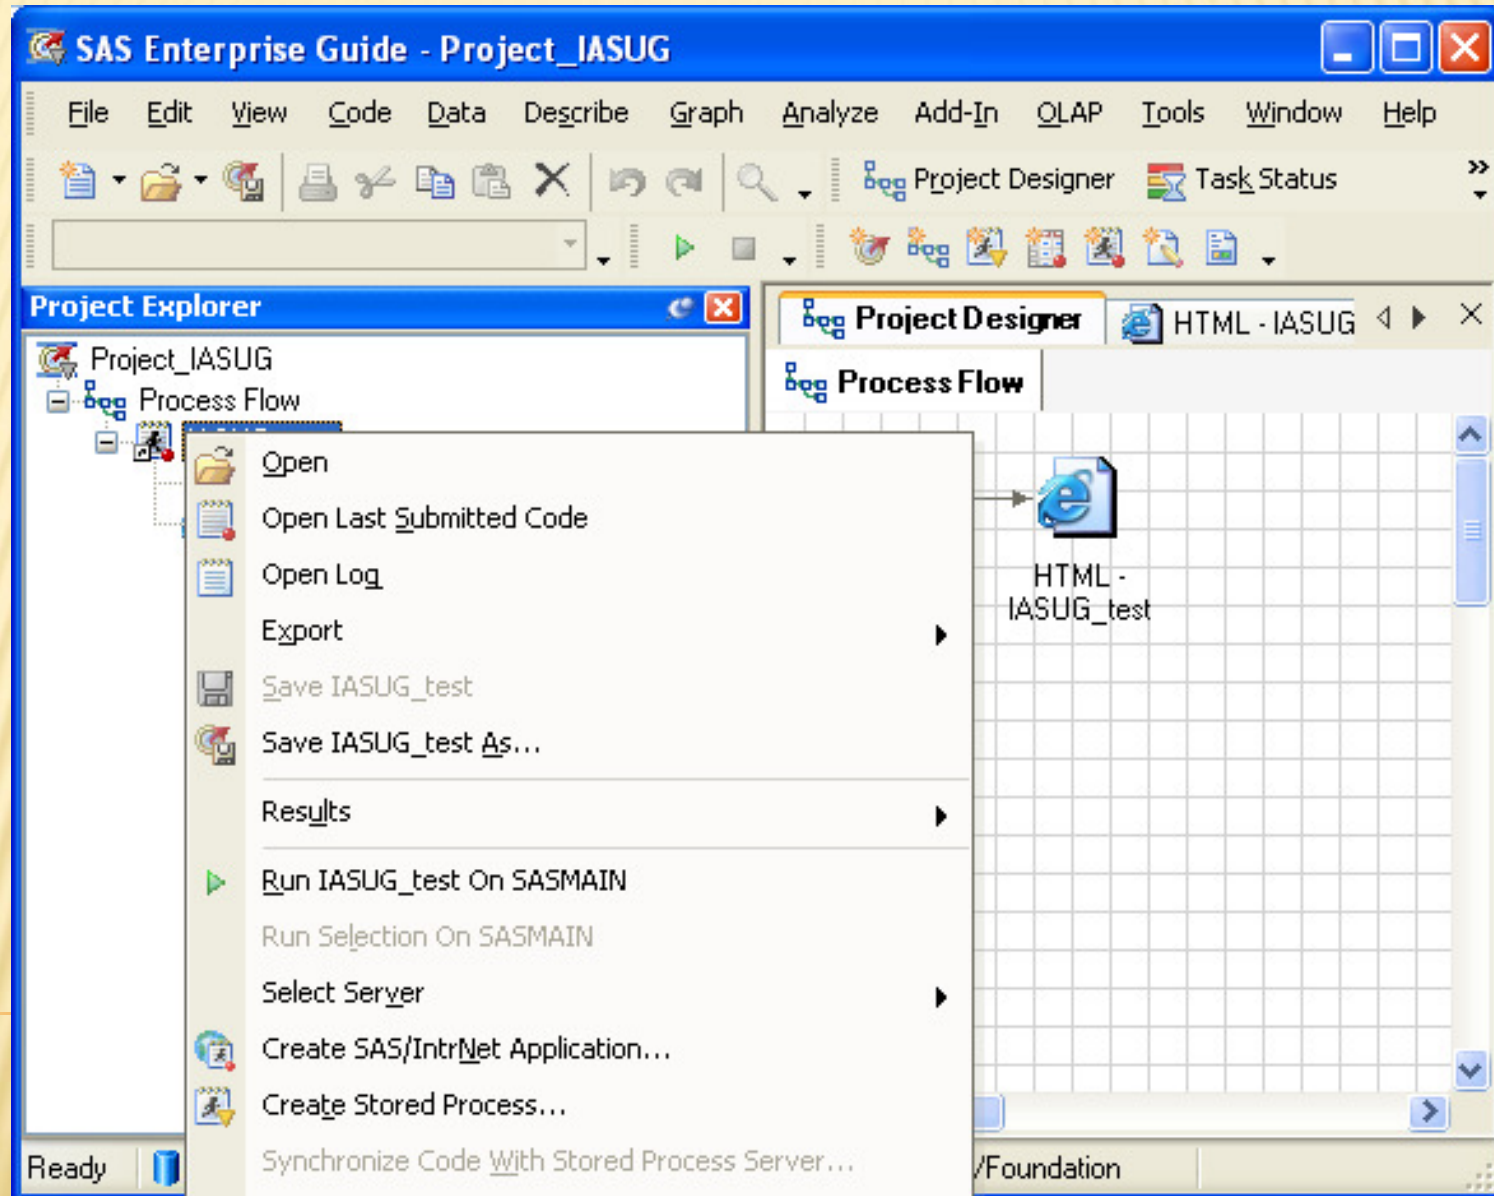 SAS Enterprise Guide - Project_IASUG
File Edit View Code Data Describe Graph Analyze Add-In OLAP Tools Window Help
Project Designer Task Status
Project Explorer
Project Designer HTML - IASUG
Project_IASUG
Process Flow
Process Flow
Open
Open Last Submitted Code
Open Log
Export
Save IASUG_test
Save IASUG_test As...
Results
Run IASUG_test On SASMAIN
Run Selection On SASMAIN
Select Server
Create SAS/IntrNet Application...
Create Stored Process...
Synchronize Code With Stored Process Server...
HTML -
IASUG_test
Ready
/Foundation